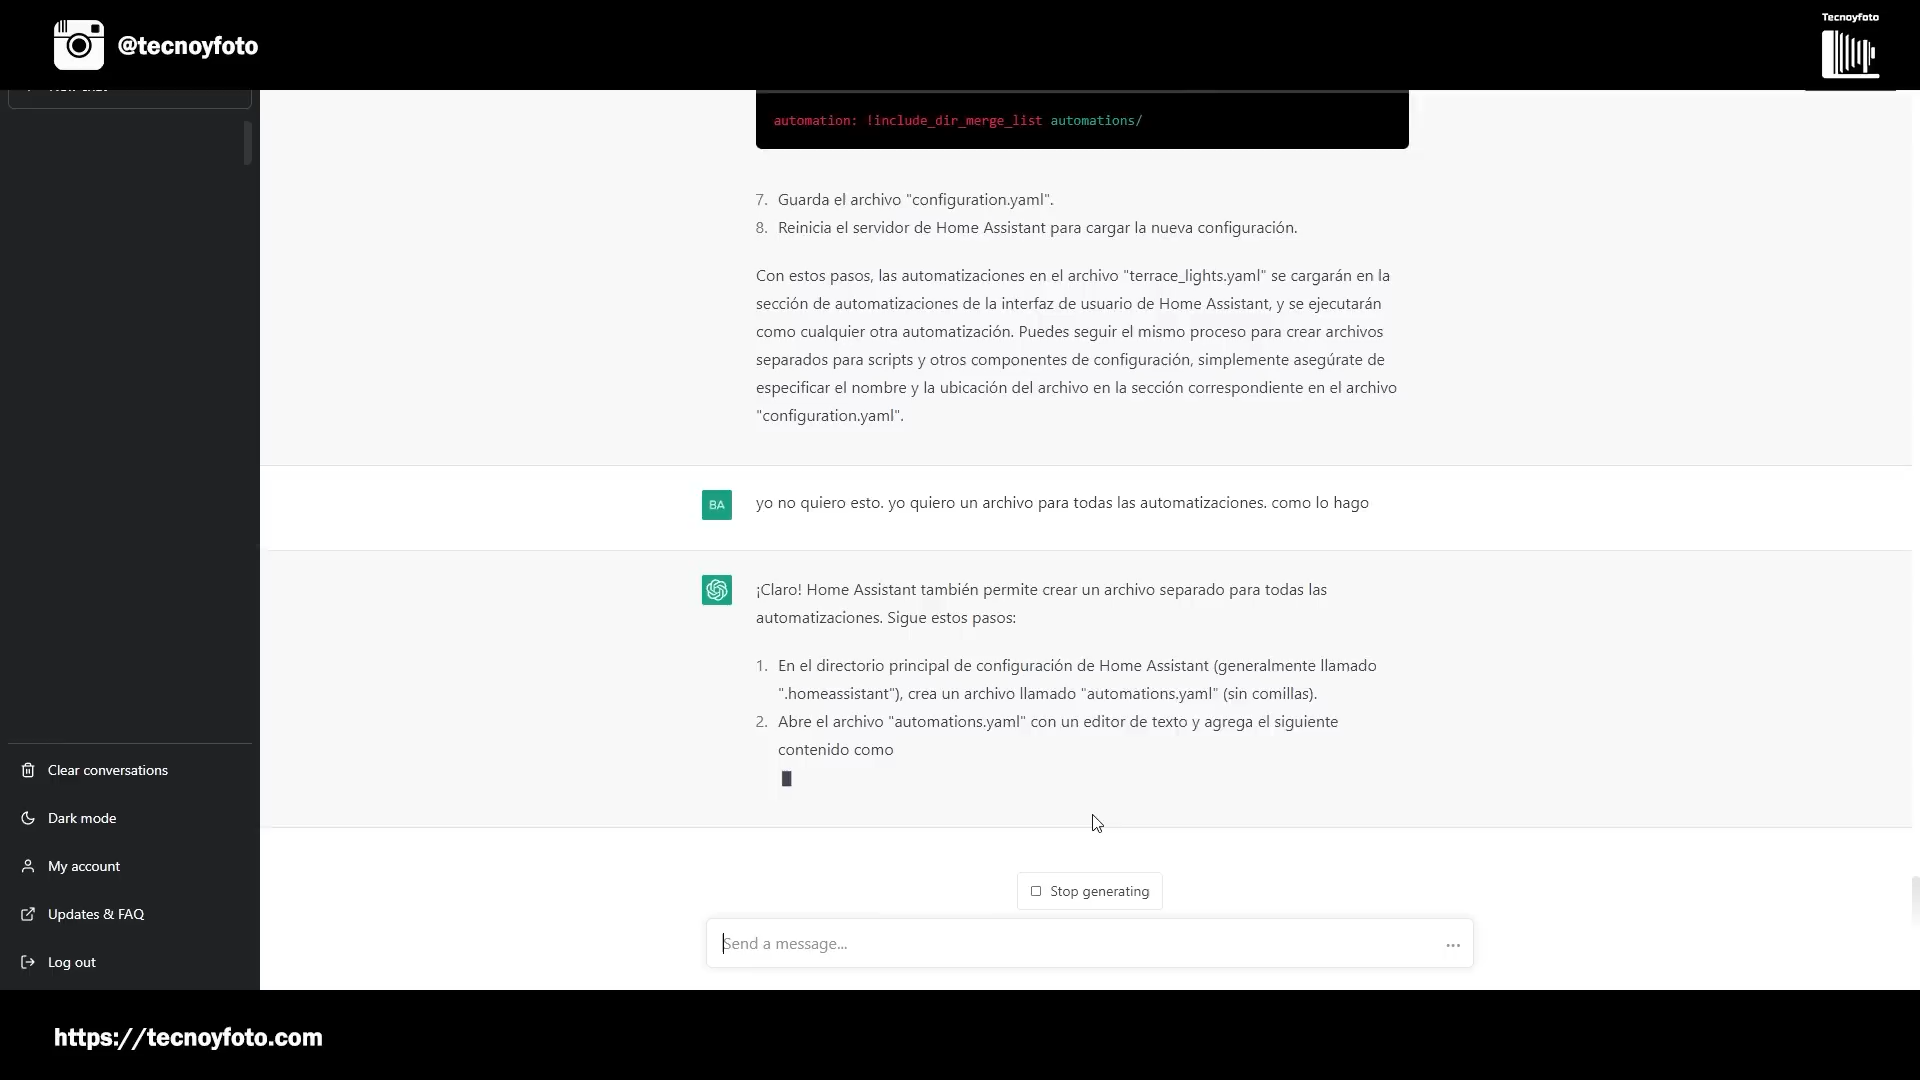 @tecnoyfoto
Tecnoyfoto
automation: !include_dir_merge_list automations/
7. Guarda el archivo "configuration.yaml".
8. Reinicia el servidor de Home Assistant para cargar la nueva configuración.
Con estos pasos, las automatizaciones en el archivo "terrace_lights.yaml" se cargarán en la
sección de automatizaciones de la interfaz de usuario de Home Assistant, y se ejecutarán
como cualquier otra automatización. Puedes seguir el mismo proceso para crear archivos
separados para scripts y otros componentes de configuración, simplemente asegúrate de
especificar el nombre y la ubicación del archivo en la sección correspondiente en el archivo
"configuration.yaml".
BA
yo no quiero esto. yo quiero un archivo para todas las automatizaciones. como lo hago
¡Claro! Home Assistant también permite crear un archivo separado para todas las
automatizaciones. Sigue estos pasos:
1. En el directorio principal de configuración de Home Assistant (generalmente llamado
".homeassistant"), crea un archivo llamado "automations.yaml" (sin comillas).
2. Abre el archivo "automations.yaml" con un editor de texto y agrega el siguiente
contenido como
Clear conversations
Dark mode
My account
Updates & FAQ
Log out
Stop generating
Send a message...
https://tecnoyfoto.com